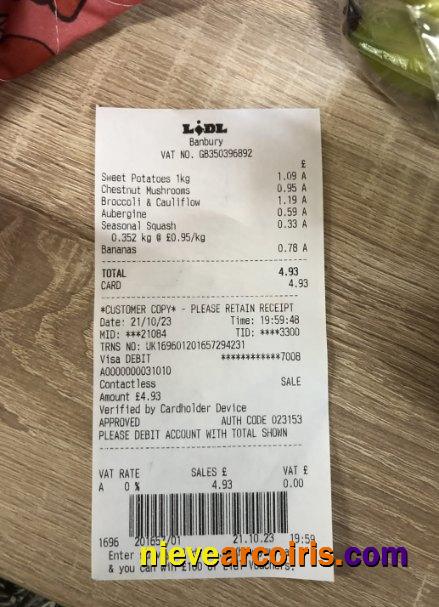 LIDL
Banbury
VAT NO. GB350396892
£
Sweet Potatoes 1kg 1.09 A
Chestnut Mushrooms 0.95 A
Broccoli & Cauliflow 1.19 A
Aubergine 0.59 A
Seasonal Squash 0.33 A
0.352 kg @ £0.95/kg
Bananas 0.78 A
TOTAL 4.93
CARD 4.93
*CUSTOMER COPY* - PLEASE RETAIN RECEIPT
Date: 21/10/23 Time: 19:59:48
MID: ***21084 TID: ****3300
TRNS NO: UK169601201657294231
Visa DEBIT ************7008
A0000000031010
Contactless SALE
Amount £4.93
Verified by Cardholder Device
APPROVED AUTH CODE 023153
PLEASE DEBIT ACCOUNT WITH TOTAL SHOWN
VAT RATE SALES £ VAT £
A 0 % 4.93 0.00
1696 /01 21.10.23 19:59
Enter
nievearcoiris.com
& you can win £100 of